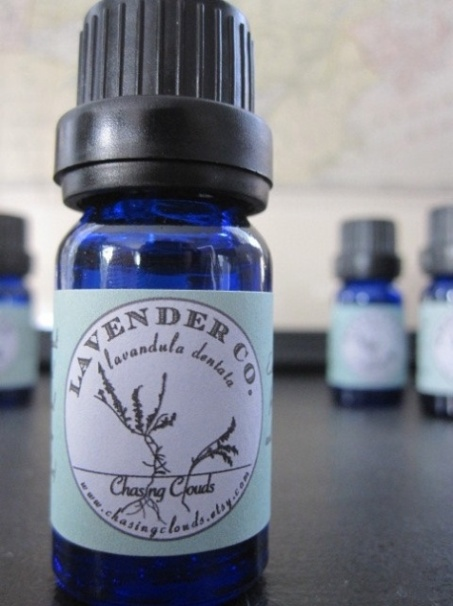 LAVENDER CO.
lavandula dentata
Chasing Clouds
www.chasingclouds.etsy.com